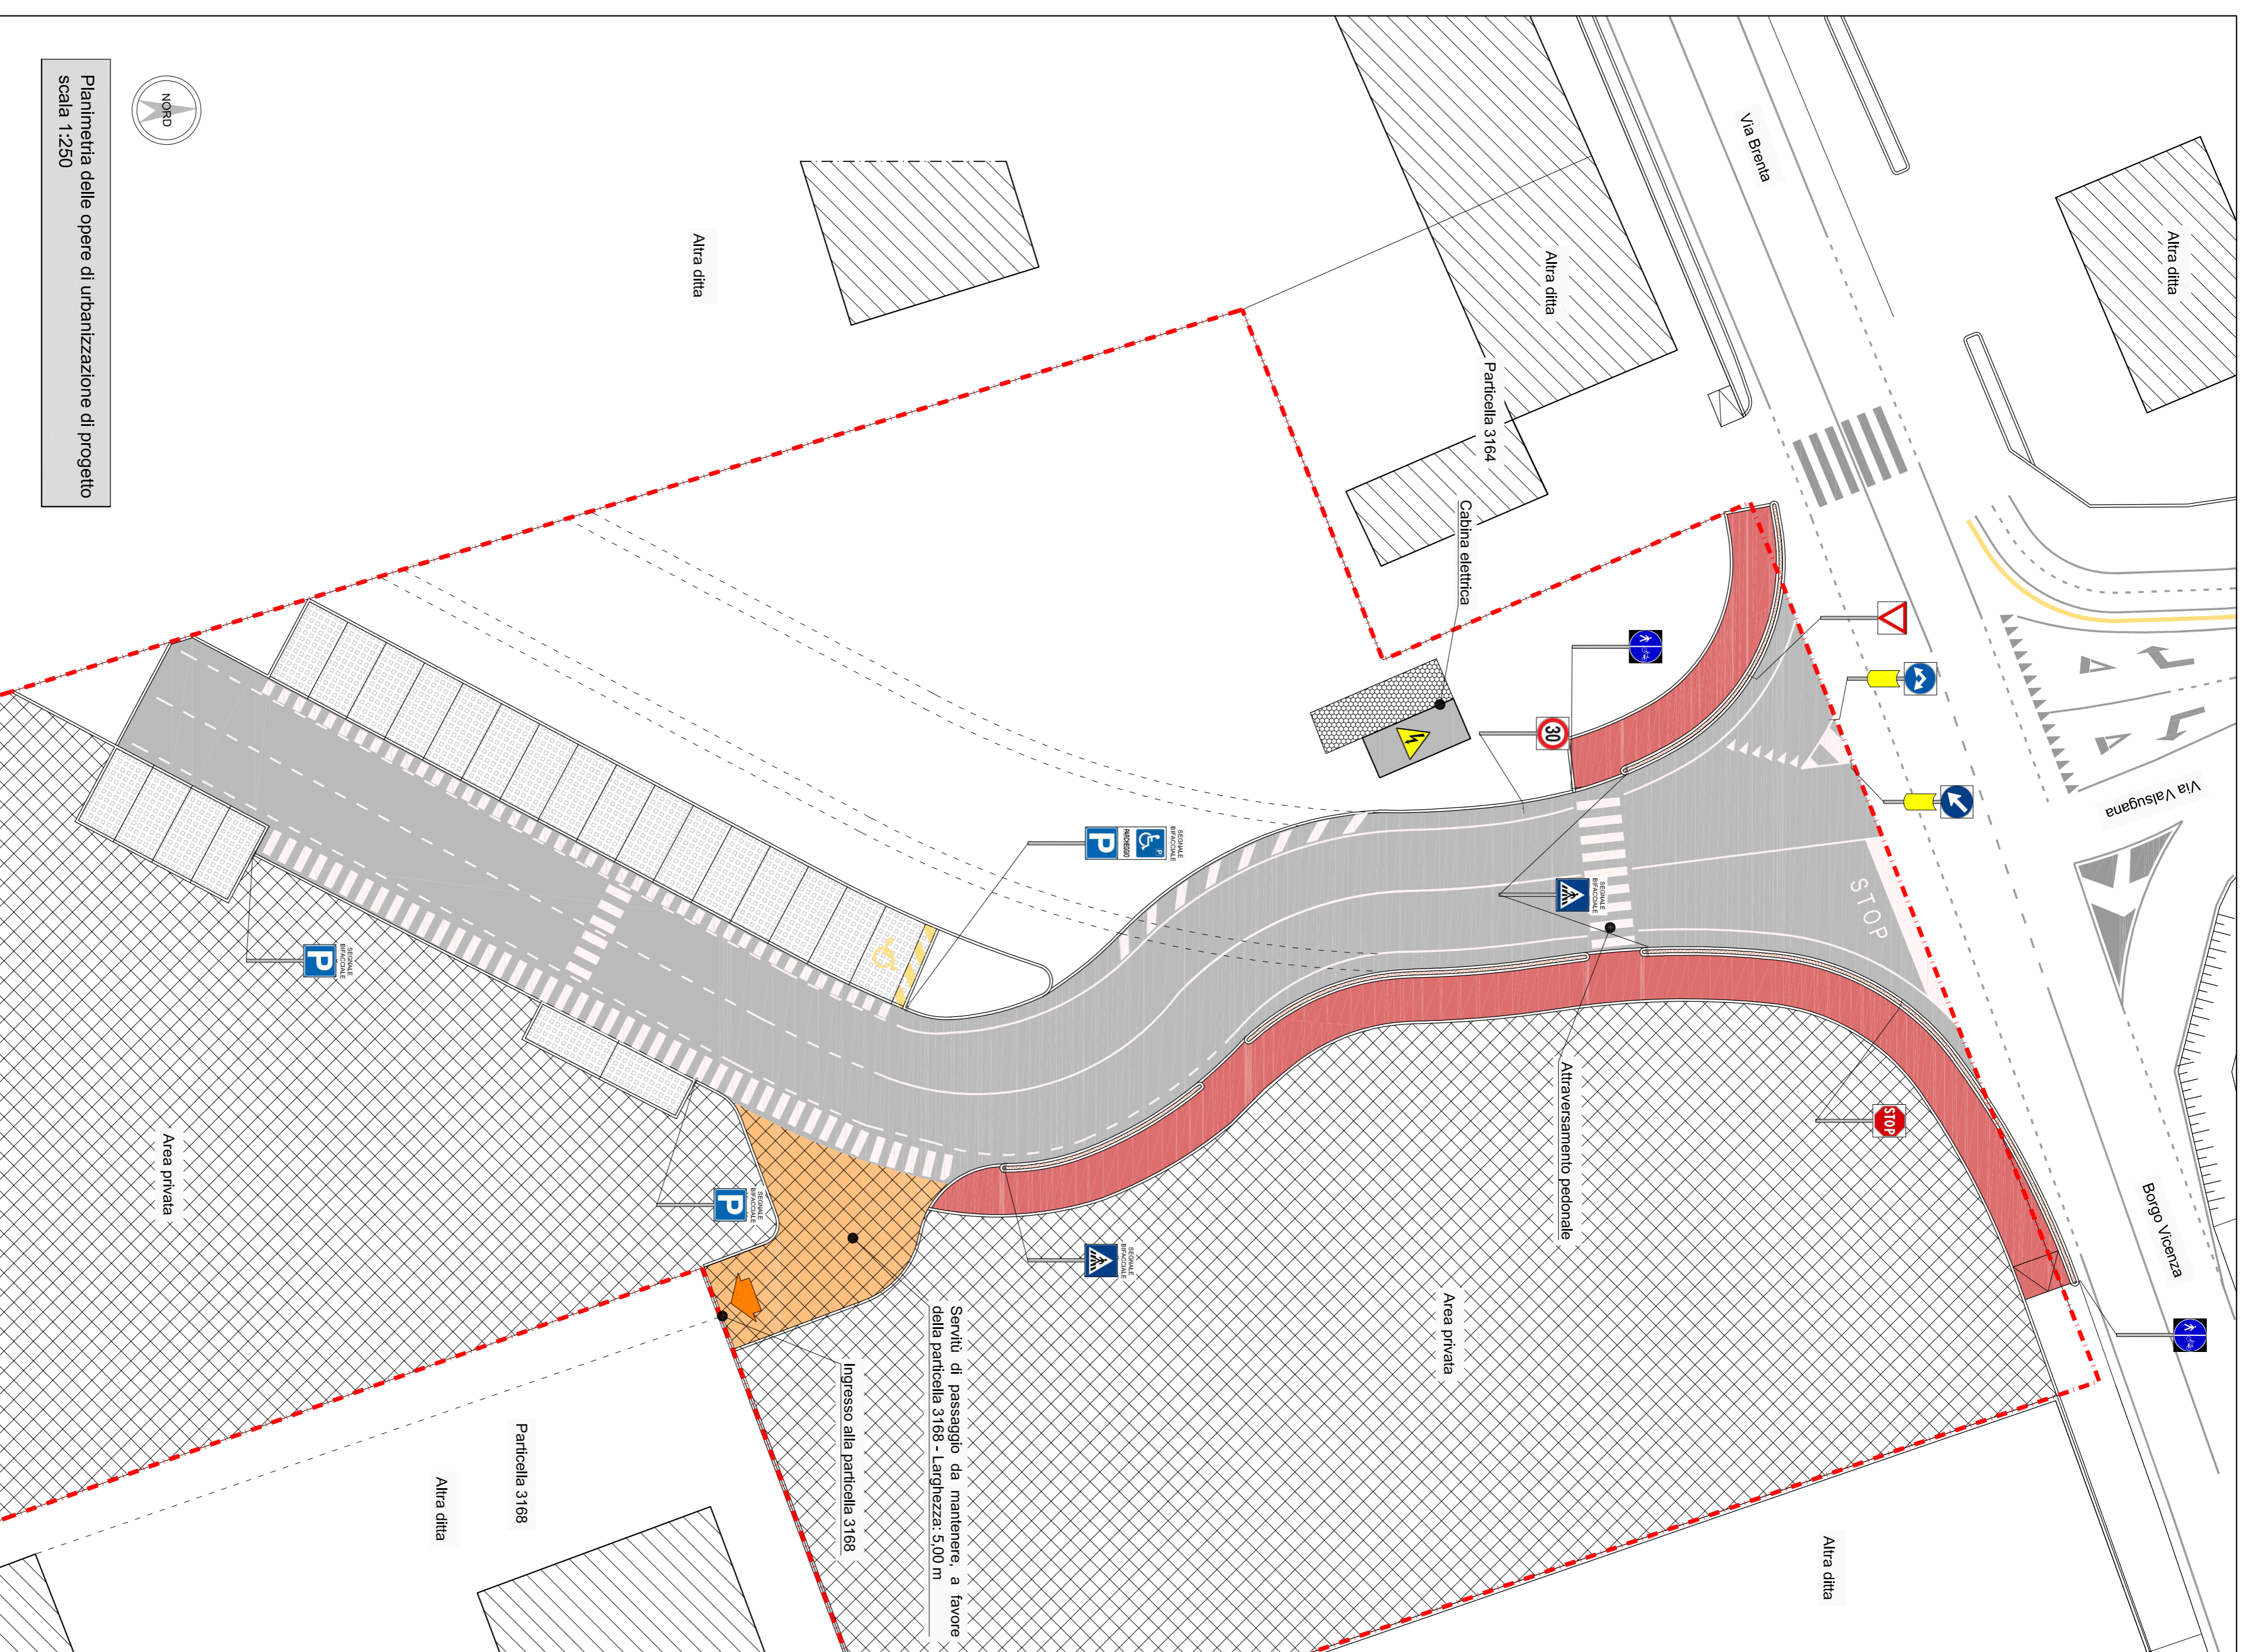 Planimetria delle opere di urbanizzazione di progetto
scala 1:250
NORD
Altra ditta
Via Brenta
Altra ditta
Altra ditta
Particella 3164
Cabina elettrica
30
Via Valsugana
STOP
SEGNALE
BIFACCIALE
P
PARCHEGGIO
P
SEGNALE
BIFACCIALE
SEGNALE
BIFACCIALE
P
Attraversamento pedonale
STOP
Borgo Vicenza
Area privata
SEGNALE
BIFACCIALE
P
SEGNALE
BIFACCIALE
Area privata
Servitù di passaggio da mantenere, a favore
della particella 3168 - Larghezza: 5,00 m
Ingresso alla particella 3168
Particella 3168
Altra ditta
Altra ditta